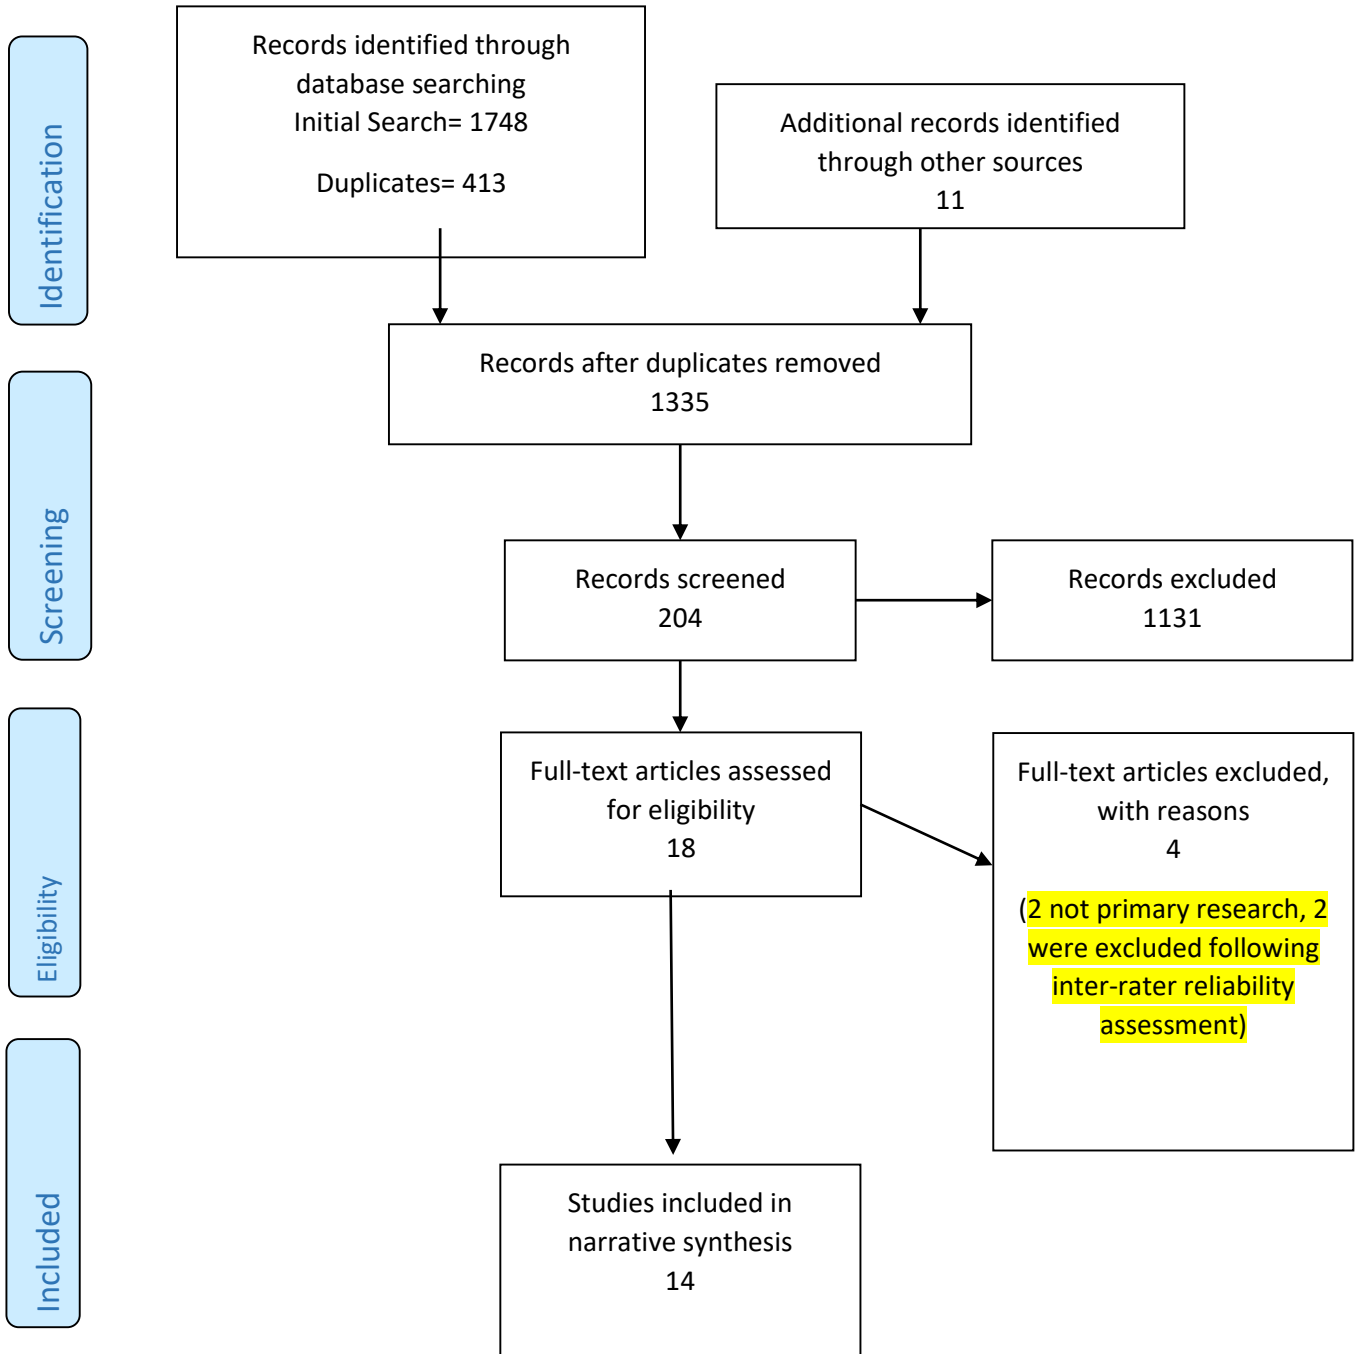 Identification
Records identified through
database searching
Initial Search= 1748
Duplicates= 413
Additional records identified
through other sources
11
Records after duplicates removed
1335
Screening
Records screened
204
Records excluded
1131
Eligibility
Full-text articles assessed
for eligibility
18
Full-text articles excluded,
with reasons
4
(2 not primary research, 2
were excluded following
inter-rater reliability
assessment)
Included
Studies included in
narrative synthesis
14